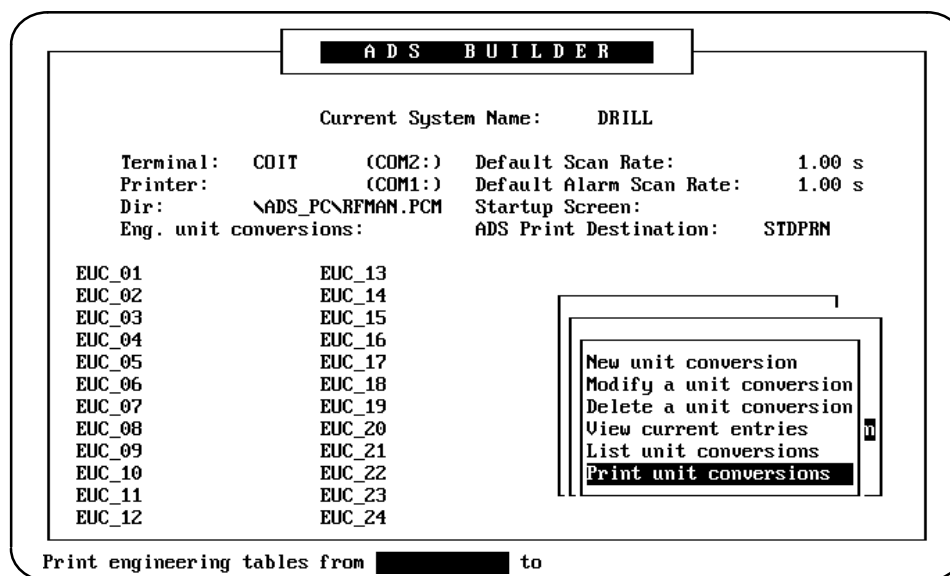 ADS BUILDER
Current System Name: DRILL
Terminal: COIT (COM2:) Default Scan Rate: 1.00 s
Printer: (COM1:) Default Alarm Scan Rate: 1.00 s
Dir: \ADS_PC\RFMAN.PCM Startup Screen:
Eng. unit conversions: ADS Print Destination: STDPRN
EUC_01 EUC_13
EUC_02 EUC_14
EUC_03 EUC_15
EUC_04 EUC_16
EUC_05 EUC_17
EUC_06 EUC_18
EUC_07 EUC_19
EUC_08 EUC_20
EUC_09 EUC_21
EUC_10 EUC_22
EUC_11 EUC_23
EUC_12 EUC_24
New unit conversion
Modify a unit conversion
Delete a unit conversion
View current entries n
List unit conversions
Print unit conversions
Print engineering tables from to